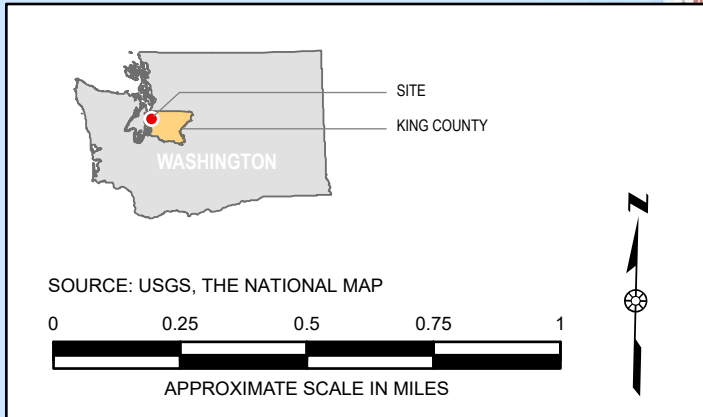 SITE
KING COUNTY
WASHINGTON
SOURCE: USGS, THE NATIONAL MAP
0 0.25 0.5 0.75 1
APPROXIMATE SCALE IN MILES
N